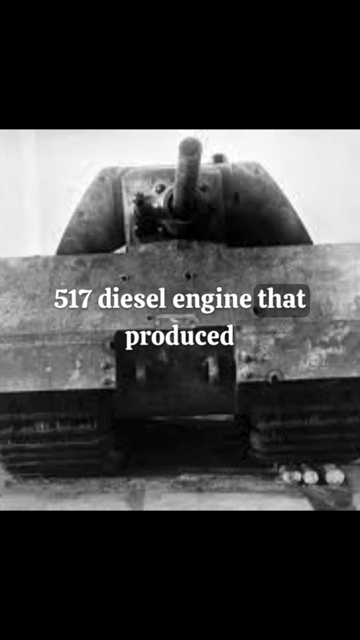 517 diesel engine that
produced